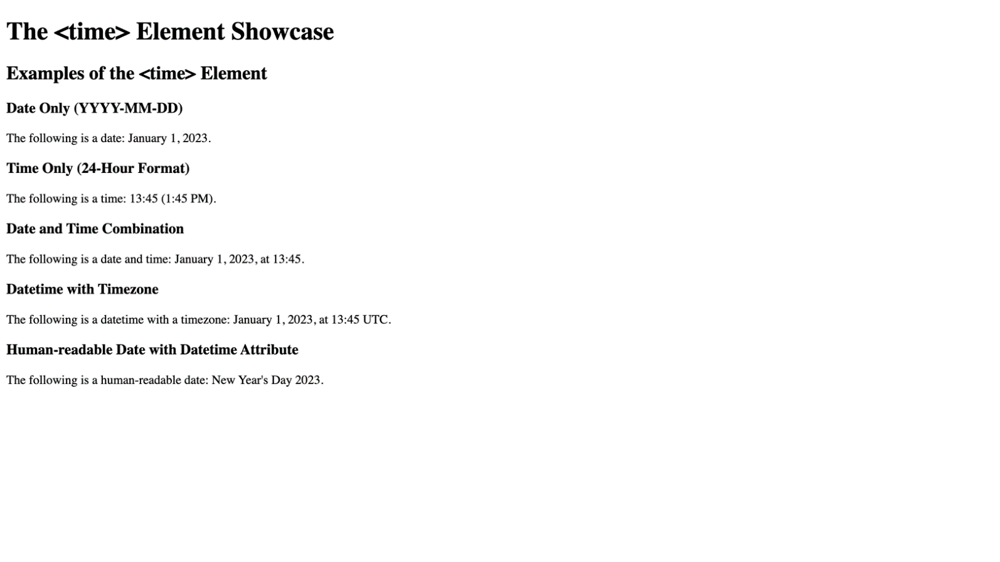 The <time> Element Showcase
Examples of the <time> Element
Date Only (YYYY-MM-DD)
The following is a date: January 1, 2023.
Time Only (24-Hour Format)
The following is a time: 13:45 (1:45 PM).
Date and Time Combination
The following is a date and time: January 1, 2023, at 13:45.
Datetime with Timezone
The following is a datetime with a timezone: January 1, 2023, at 13:45 UTC.
Human-readable Date with Datetime Attribute
The following is a human-readable date: New Year's Day 2023.